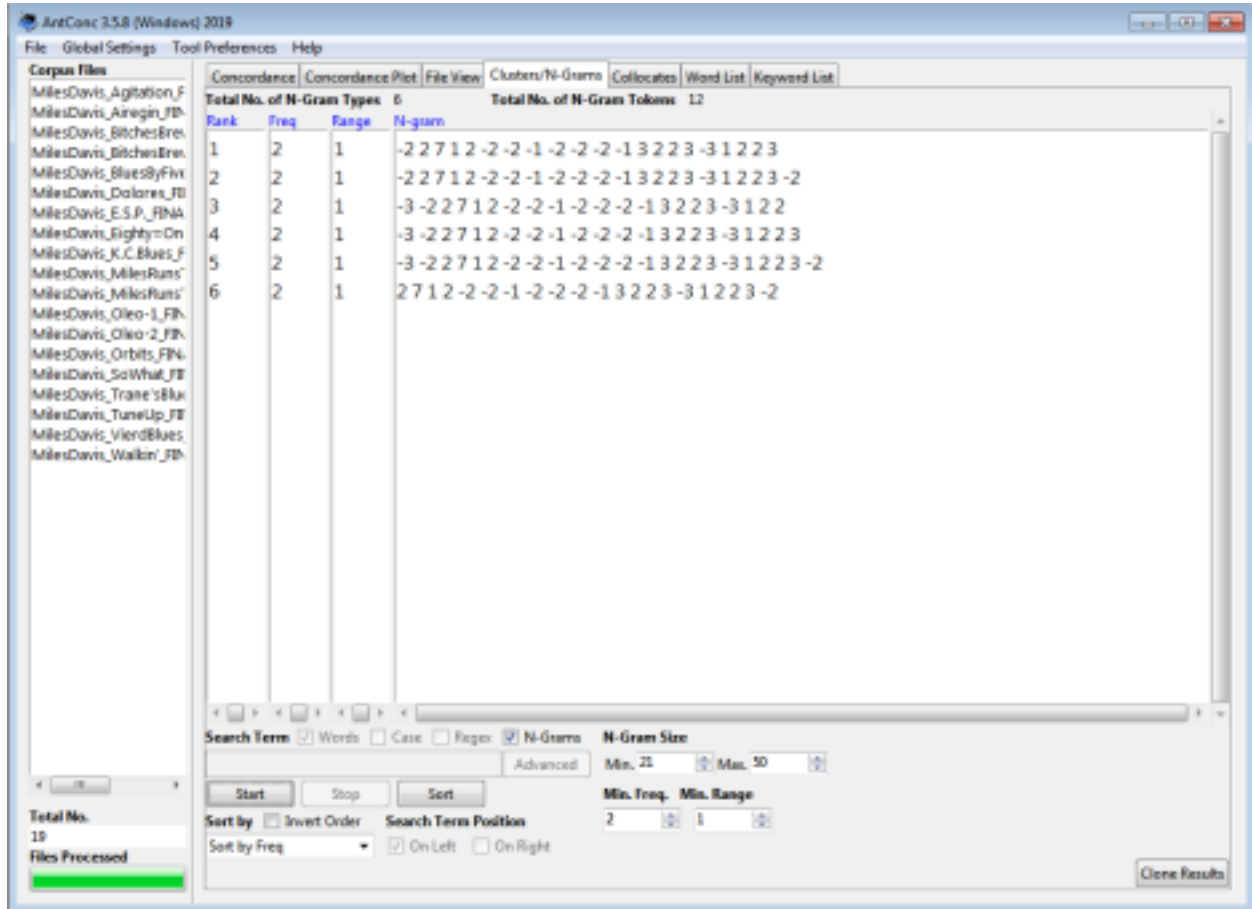 AntConc 3.5.8 (Windows) 2019
File Global Settings Tool Preferences Help
Corpus Files
MilesDavis_Agitation_F
MilesDavis_Airegin_FIN
MilesDavis_BitchesBrew
MilesDavis_BitchesBrew
MilesDavis_BluesByFive
MilesDavis_Dolores_FII
MilesDavis_E.S.P._FINA
MilesDavis_Eighty=On
MilesDavis_K.C.Blues_F
MilesDavis_MilesRuns'
MilesDavis_MilesRuns'
MilesDavis_Oleo-1_FIN
MilesDavis_Oleo-2_FIN
MilesDavis_Orbits_FINA
MilesDavis_SoWhat_FII
MilesDavis_Trane'sBlu
MilesDavis_TuneUp_FII
MilesDavis_VierdBlues_
MilesDavis_Walkin'_FIN
Total No.
19
Files Processed
Concordance Concordance Plot File View Clusters/N-Grams Collocates Word List Keyword List
Total No. of N-Gram Types 6 Total No. of N-Gram Tokens 12
Rank Freq Range N-gram
1 2 1 -2 2 7 1 2 -2 -2 -1 -2 -2 -2 -1 3 2 2 3 -3 1 2 2 3
2 2 1 -2 2 7 1 2 -2 -2 -1 -2 -2 -2 -1 3 2 2 3 -3 1 2 2 3 -2
3 2 1 -3 -2 2 7 1 2 -2 -2 -1 -2 -2 -2 -1 3 2 2 3 -3 1 2 2
4 2 1 -3 -2 2 7 1 2 -2 -2 -1 -2 -2 -2 -1 3 2 2 3 -3 1 2 2 3
5 2 1 -3 -2 2 7 1 2 -2 -2 -1 -2 -2 -2 -1 3 2 2 3 -3 1 2 2 3 -2
6 2 1 2 7 1 2 -2 -2 -1 -2 -2 -2 -1 3 2 2 3 -3 1 2 2 3 -2
Search Term Words Case Regex N-Grams N-Gram Size
Advanced Min. 21 Max. 50
Start Stop Sort Min. Freq. Min. Range
Sort by Invert Order Search Term Position 2 1
Sort by Freq On Left On Right
Clone Results